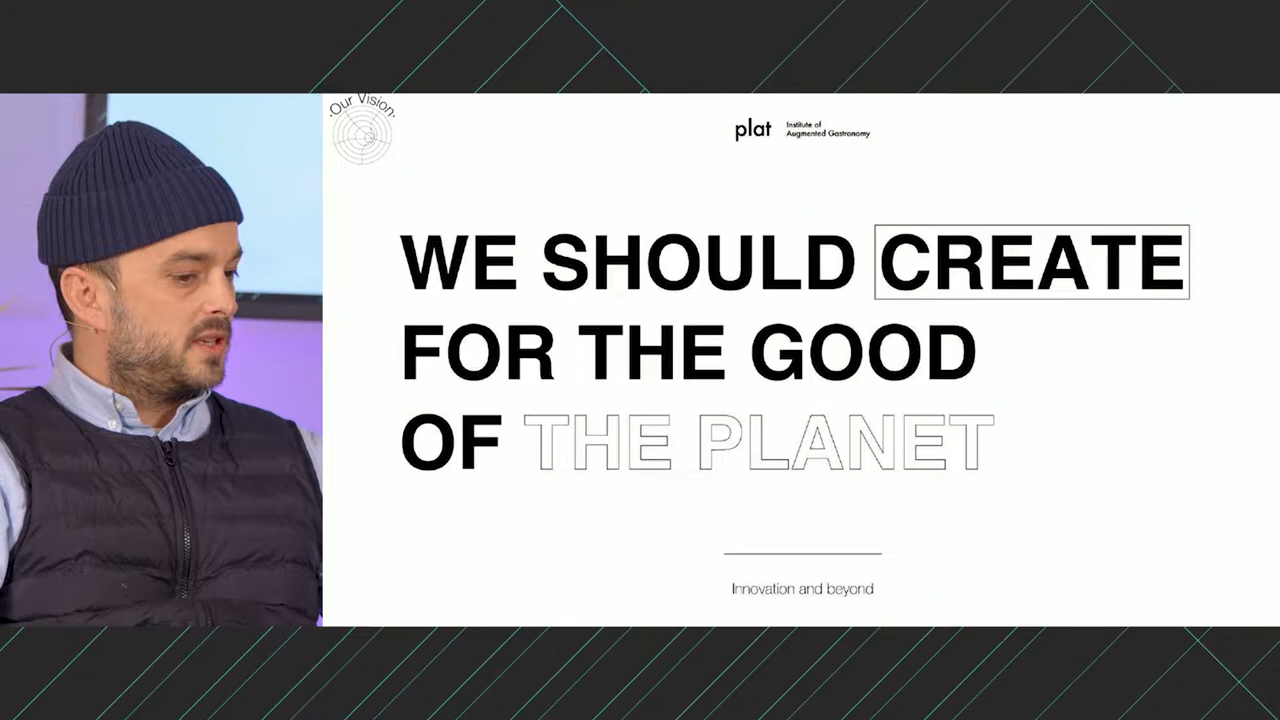 ·Our Vision·
plat
Institute of
Augmented Gastronomy
WE SHOULD CREATE
FOR THE GOOD
OF THE PLANET
Innovation and beyond